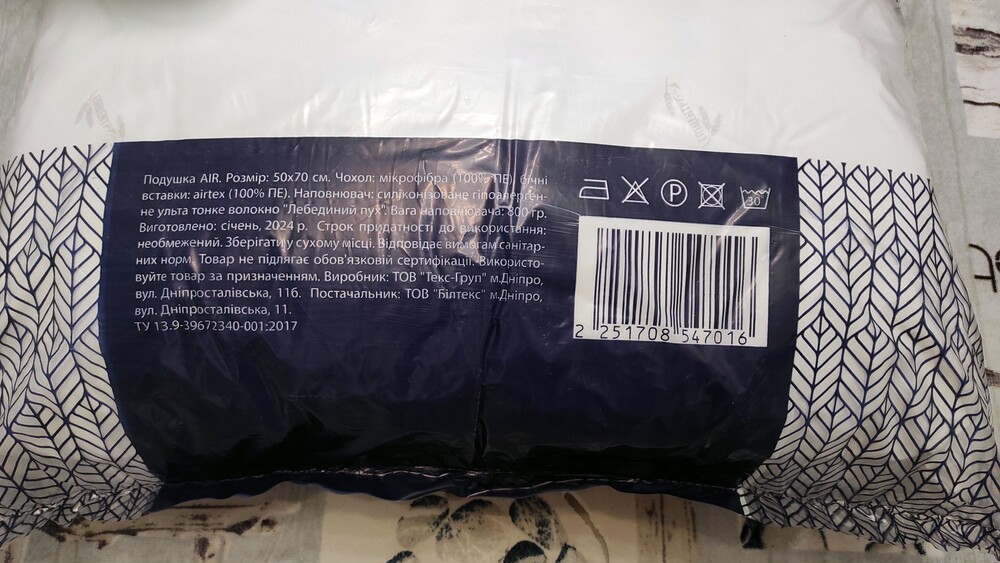 Подушка AIR. Розмір: 50х70 см. Чохол: мікрофібра (100% ПЕ), бічні
вставки: airtex (100% ПЕ). Наповнювач: силіконізоване гіпоалерген-
не ульта тонке волокно "Лебединий пух". Вага наповнювача: 800 гр.
Виготовлено: січень, 2024 р. Строк придатності до використання:
необмежений. Зберігати у сухому місці. Відповідає вимогам санітар-
них норм. Товар не підлягає обов'язковій сертифікації. Використо-
вуйте товар за призначенням. Виробник: ТОВ "Текс-Груп" м.Дніпро,
вул. Дніпросталівська, 11б. Постачальник: ТОВ "Білтекс" м.Дніпро,
вул. Дніпросталівська, 11.
ТУ 13.9-39672340-001:2017
P
30
2 251708 547016